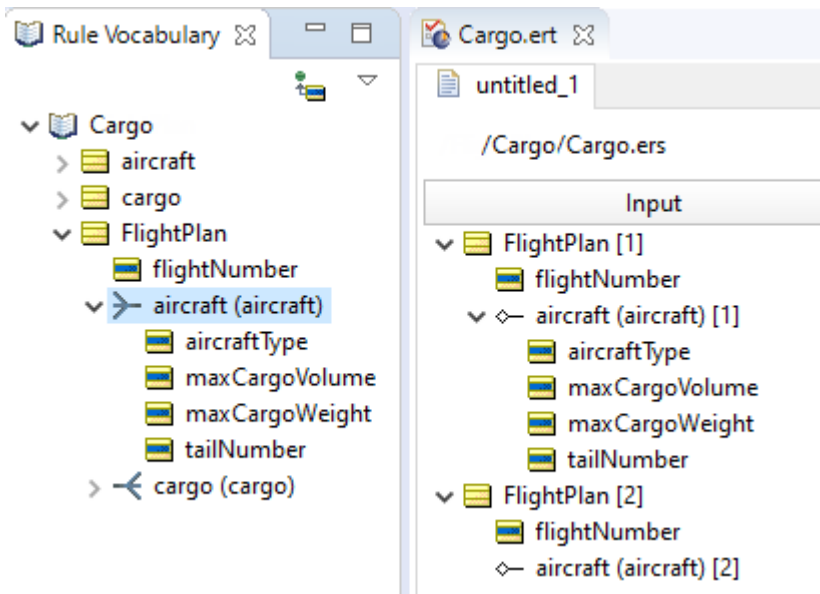 Rule Vocabulary
Cargo
aircraft
cargo
FlightPlan
flightNumber
aircraft (aircraft)
aircraftType
maxCargoVolume
maxCargoWeight
tailNumber
cargo (cargo)
Cargo.ert
untitled_1
/Cargo/Cargo.ers
Input
FlightPlan [1]
flightNumber
aircraft (aircraft) [1]
aircraftType
maxCargoVolume
maxCargoWeight
tailNumber
FlightPlan [2]
flightNumber
aircraft (aircraft) [2]